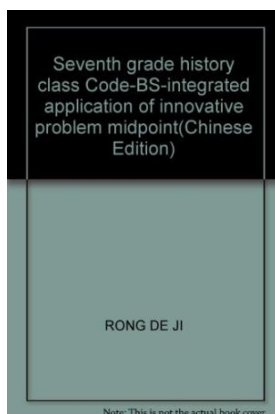 Seventh grade history
class Code-BS-integrated
application of innovative
problem midpoint(Chinese
Edition)
RONG DE JI
Note: This is not the actual book cover